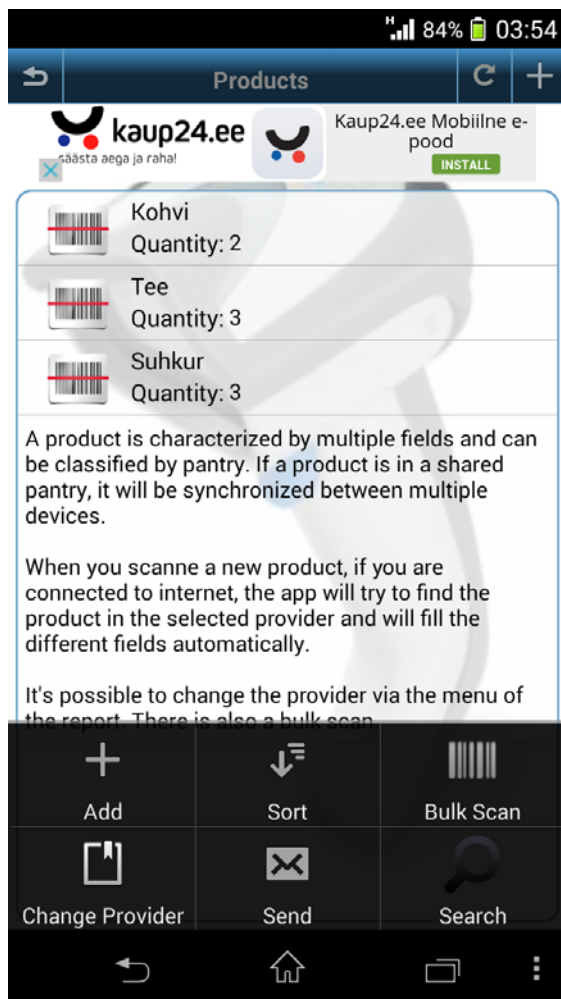 H 84% 03:54
Products
kaup24.ee
säästa aega ja raha!
Kaup24.ee Mobiilne e-
pood
INSTALL
Kohvi
Quantity: 2
Tee
Quantity: 3
Suhkur
Quantity: 3
A product is characterized by multiple fields and can
be classified by pantry. If a product is in a shared
pantry, it will be synchronized between multiple
devices.
When you scanne a new product, if you are
connected to internet, the app will try to find the
product in the selected provider and will fill the
different fields automatically.
It's possible to change the provider via the menu of
the report. There is also a bulk scan.
Add
Sort
Bulk Scan
Change Provider
Send
Search